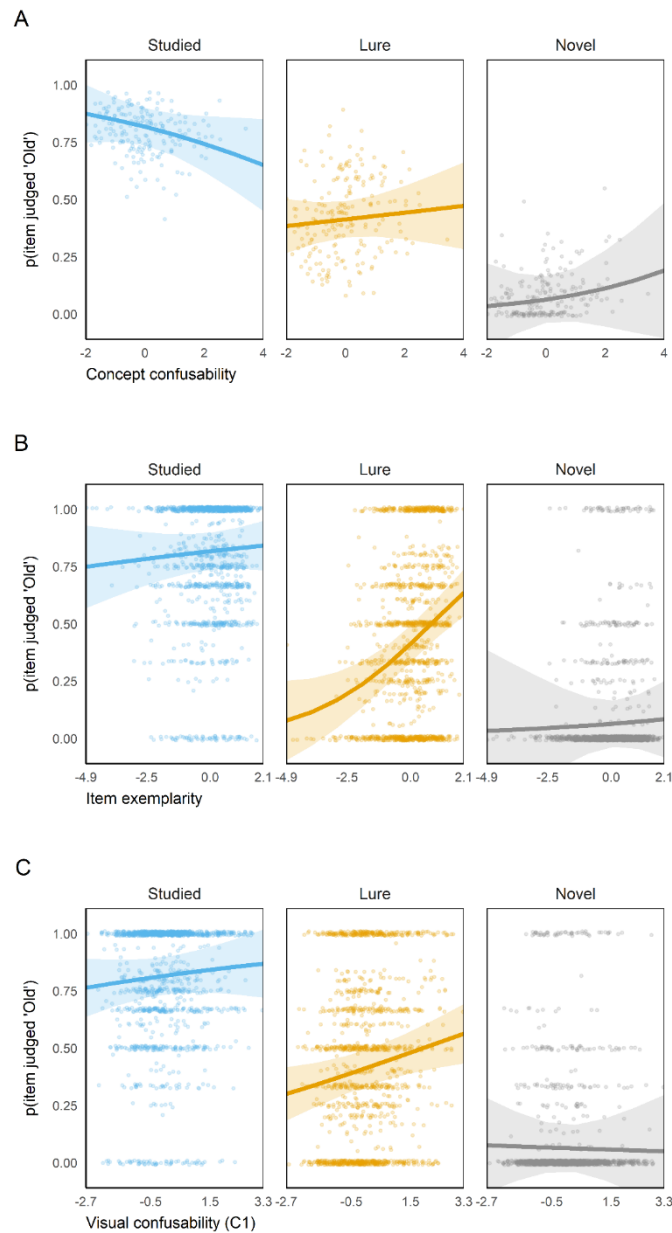 A
Studied Lure Novel
1.00
0.75
0.50
0.25
0.00
p(item judged 'Old')
-2 0 2 4 -2 0 2 4 -2 0 2 4
Concept confusability
B
Studied Lure Novel
1.00
0.75
0.50
0.25
0.00
p(item judged 'Old')
-4.9 -2.5 0.0 2.1 -4.9 -2.5 0.0 2.1 -4.9 -2.5 0.0 2.1
Item exemplarity
C
Studied Lure Novel
1.00
0.75
0.50
0.25
0.00
p(item judged 'Old')
-2.7 -0.5 1.5 3.3 -2.7 -0.5 1.5 3.3 -2.7 -0.5 1.5 3.3
Visual confusability (C1)